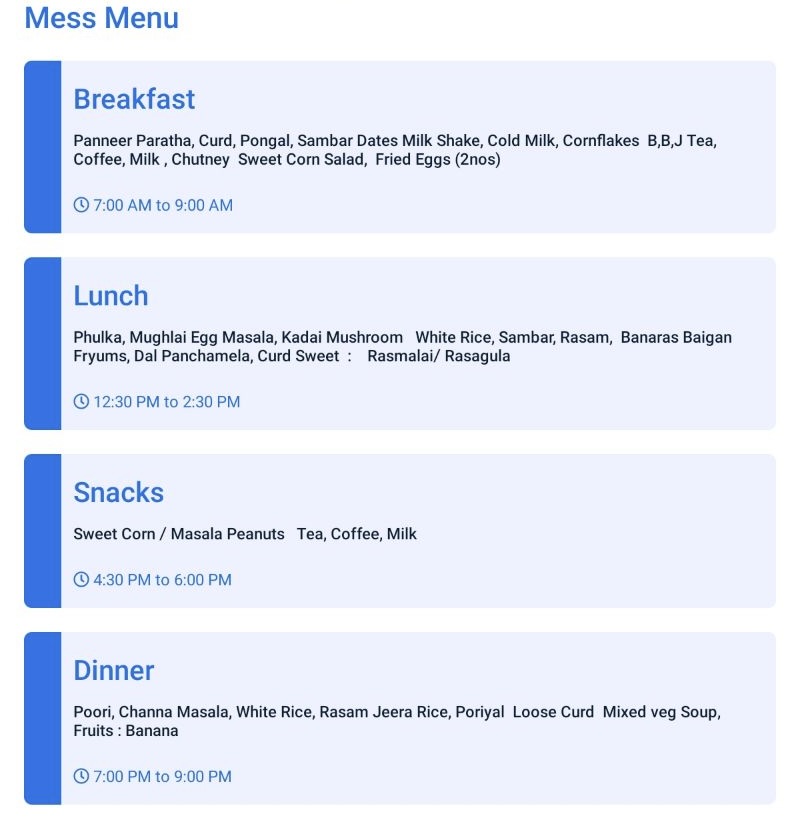 Mess Menu
Breakfast
Panneer Paratha, Curd, Pongal, Sambar Dates Milk Shake, Cold Milk, Cornflakes  B,B,J Tea,
Coffee, Milk , Chutney  Sweet Corn Salad,  Fried Eggs (2nos)
7:00 AM to 9:00 AM
Lunch
Phulka, Mughlai Egg Masala, Kadai Mushroom   White Rice, Sambar, Rasam,  Banaras Baigan
Fryums, Dal Panchamela, Curd Sweet  :    Rasmalai/ Rasagula
12:30 PM to 2:30 PM
Snacks
Sweet Corn / Masala Peanuts   Tea, Coffee, Milk
4:30 PM to 6:00 PM
Dinner
Poori, Channa Masala, White Rice, Rasam Jeera Rice, Poriyal  Loose Curd  Mixed veg Soup,
Fruits : Banana
7:00 PM to 9:00 PM